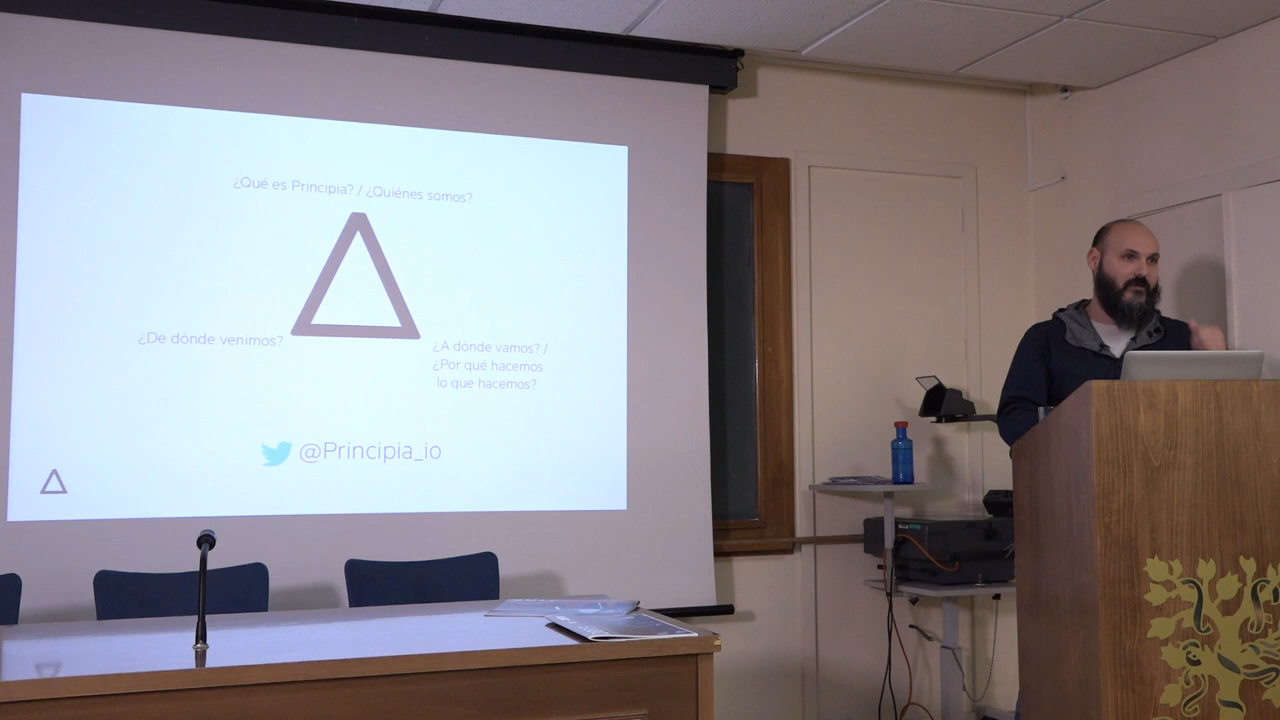 ¿Qué es Principia? / ¿Quiénes somos?
¿De dónde venimos?
¿A dónde vamos? /
¿Por qué hacemos
lo que hacemos?
@Principia_io